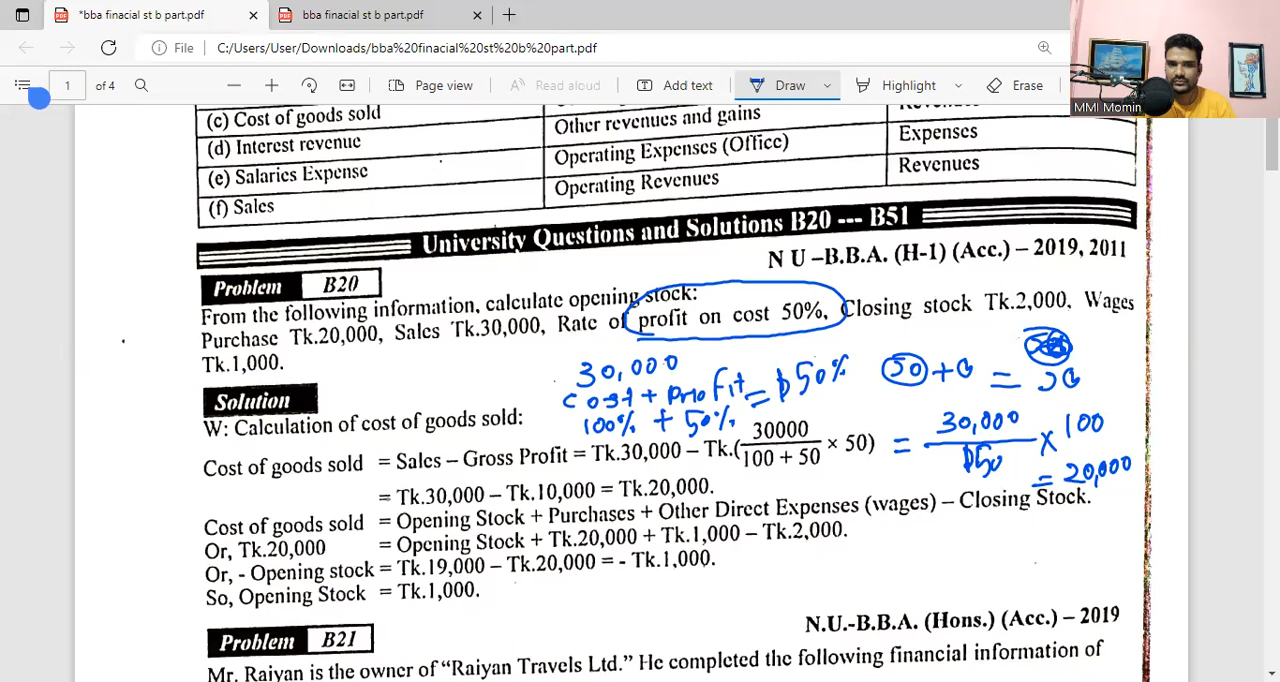 *bba finacial st b part.pdf
bba finacial st b part.pdf
File C:/Users/User/Downloads/bba%20finacial%20st%20b%20part.pdf
1 of 4 Page view Read aloud Add text Draw Highlight Erase
MMI Momin
(c) Cost of goods sold
(d) Interest revenue Other revenues and gains
(e) Salaries Expense Operating Expenses (Office) Expenses
(f) Sales Operating Revenues Revenues
University Questions and Solutions B20 --- B51
N U –B.B.A. (H-1) (Acc.) – 2019, 2011
Problem B20
From the following information, calculate opening stock:
Purchase Tk.20,000, Sales Tk.30,000, Rate of profit on cost 50%, Closing stock Tk.2,000, Wages
Tk.1,000.
30,000
Cost + Profit = 150%
100% + 50%
Solution
W: Calculation of cost of goods sold:
Cost of goods sold = Sales – Gross Profit = Tk.30,000 – Tk.(30000/100 + 50 × 50) = 30,000/150 × 100
= Tk.30,000 – Tk.10,000 = Tk.20,000. = 20,000
Cost of goods sold = Opening Stock + Purchases + Other Direct Expenses (wages) – Closing Stock.
Or, Tk.20,000 = Opening Stock + Tk.20,000 + Tk.1,000 – Tk.2,000.
Or, - Opening stock = Tk.19,000 – Tk.20,000 = - Tk.1,000.
So, Opening Stock = Tk.1,000.
N.U.-B.B.A. (Hons.) (Acc.) – 2019
Problem B21
Mr. Raiyan is the owner of “Raiyan Travels Ltd.” He completed the following financial information of